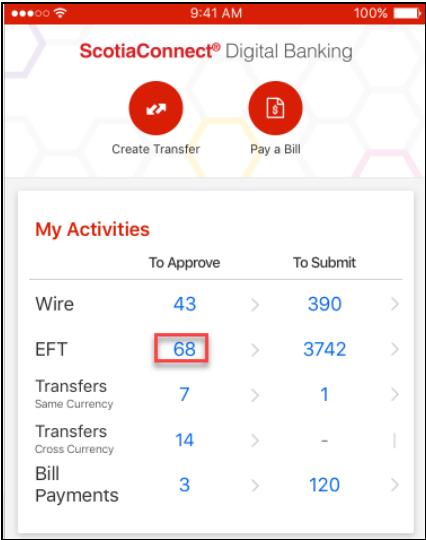 9:41 AM
100%
ScotiaConnect® Digital Banking
Create Transfer
Pay a Bill
My Activities
To Approve To Submit
Wire 43 390
EFT 68 3742
Transfers
Same Currency
7 1
Transfers
Cross Currency
14 -
Bill
Payments
3 120